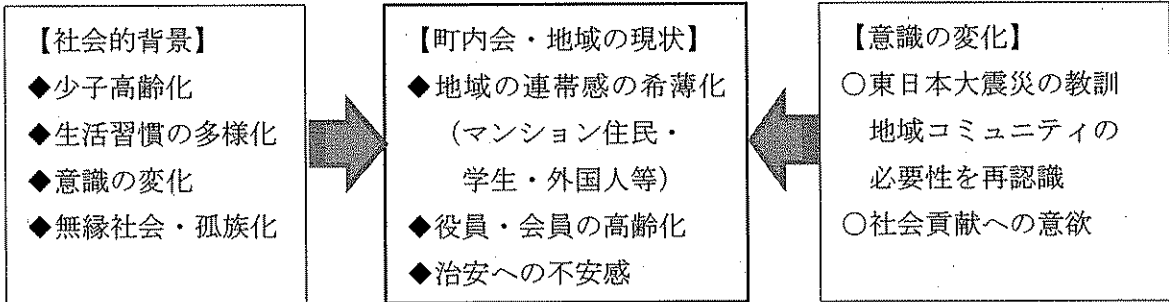 【社会的背景】
◆少子高齢化
◆生活習慣の多様化
◆意識の変化
◆無縁社会・孤族化
【町内会・地域の現状】
◆地域の連帯感の希薄化
（マンション住民・
学生・外国人等）
◆役員・会員の高齢化
◆治安への不安感
【意識の変化】
○東日本大震災の教訓
地域コミュニティの
必要性を再認識
○社会貢献への意欲